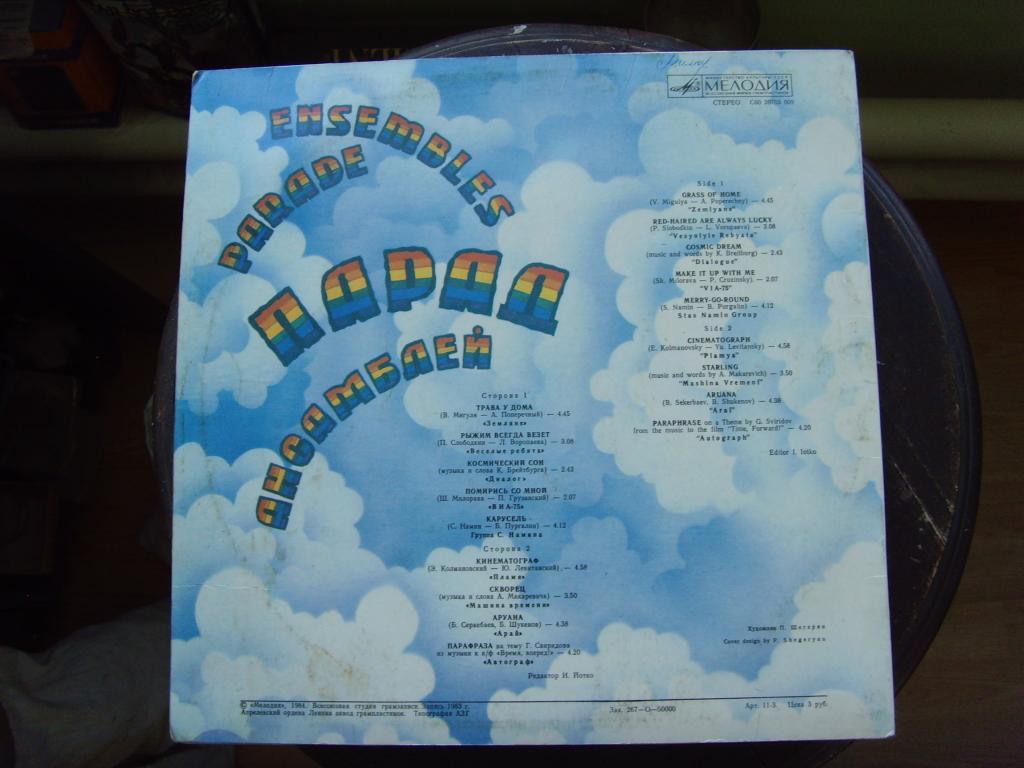 ENSEMBLES
PARADE
ПАРАД
АНСАМБЛЕЙ
МИНИСТЕРСТВО КУЛЬТУРЫ СССР
МЕЛОДИЯ
СТЕРЕО
Side 1
GRASS OF HOME
(V. Migulya — A. Poperechny) — 4.45
"Zemlyane"
RED-HAIRED ARE ALWAYS LUCKY
(P. Slobodkin — L. Voropaeva) — 3.08
"Vesyolyie Rebyata"
COSMIC DREAM
(music and words by K. Breitburg) — 2.43
"Dialogue"
MAKE IT UP WITH ME
(Sh. Milorava — P. Gruzinsky) — 2.07
"VIA-75"
MERRY-GO-ROUND
(S. Namin — B. Purgalin) — 4.12
Stas Namin Group
Side 2
CINEMATOGRAPH
(E. Kolmanovsky — Yu. Levitansky) — 4.58
"Plamya"
STARLING
(music and words by A. Makarevich) — 3.50
"Mashina Vremeni"
ARUANA
(B. Sekerbaev, B. Shukenov) — 4.38
"Arai"
PARAPHRASE on a Theme by G. Sviridov
from the music to the film "Time, Forward!" — 4.20
"Autograph"
Editor I. Iotko
Сторона 1
ТРАВА У ДОМА
(В. Мигуля — А. Поперечный) — 4.45
«Земляне»
РЫЖИМ ВСЕГДА ВЕЗЕТ
(П. Слободкин — Л. Воропаева) — 3.08
«Веселые ребята»
КОСМИЧЕСКИЙ СОН
(музыка и слова К. Брейтбурга) — 2.43
«Диалог»
ПОМИРИСЬ СО МНОЙ
(Ш. Милорава — П. Грузинский) — 2.07
«ВИА-75»
КАРУСЕЛЬ
(С. Намин — Б. Пургалин) — 4.12
Группа С. Намина
Сторона 2
КИНЕМАТОГРАФ
(Э. Колмановский — Ю. Левитанский) — 4.58
«Пламя»
СКВОРЕЦ
(музыка и слова А. Макаревича) — 3.50
«Машина времени»
АРУАНА
(Б. Серкебаев, Б. Шукенов) — 4.38
«Арай»
ПАРАФРАЗА на тему Г. Свиридова
из музыки к к/ф «Время, вперед!» — 4.20
«Автограф»
Редактор И. Йотко
Художник П. Шегерян
Cover design by P. Shegeryan
© «Мелодия», 1984. Всесоюзная студия грамзаписи. Запись 1983 г.
Апрелевский ордена Ленина завод грампластинок. Типография АЗГ
Зак. 267—О—50000
Арт. 11-3. Цена 3 руб.